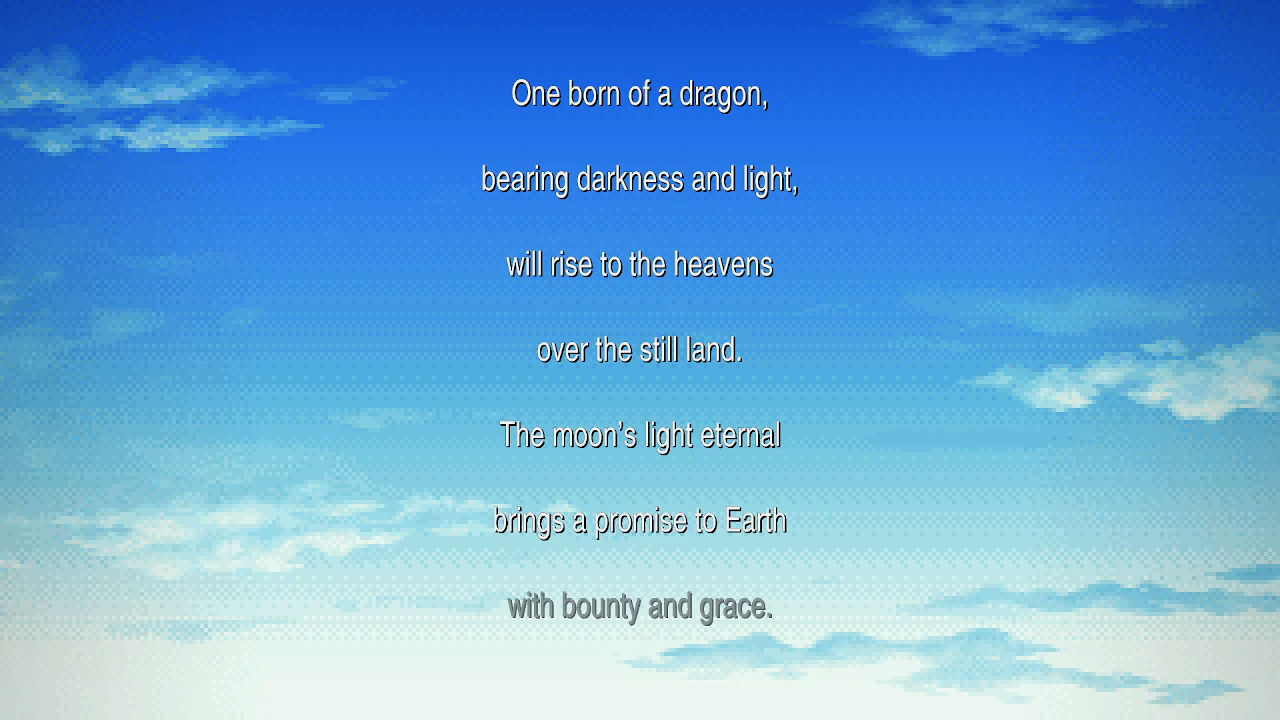 One born of a dragon,
bearing darkness and light,
will rise to the heavens
over the still land.
The moon's light eternal
brings a promise to Earth
with bounty and grace.